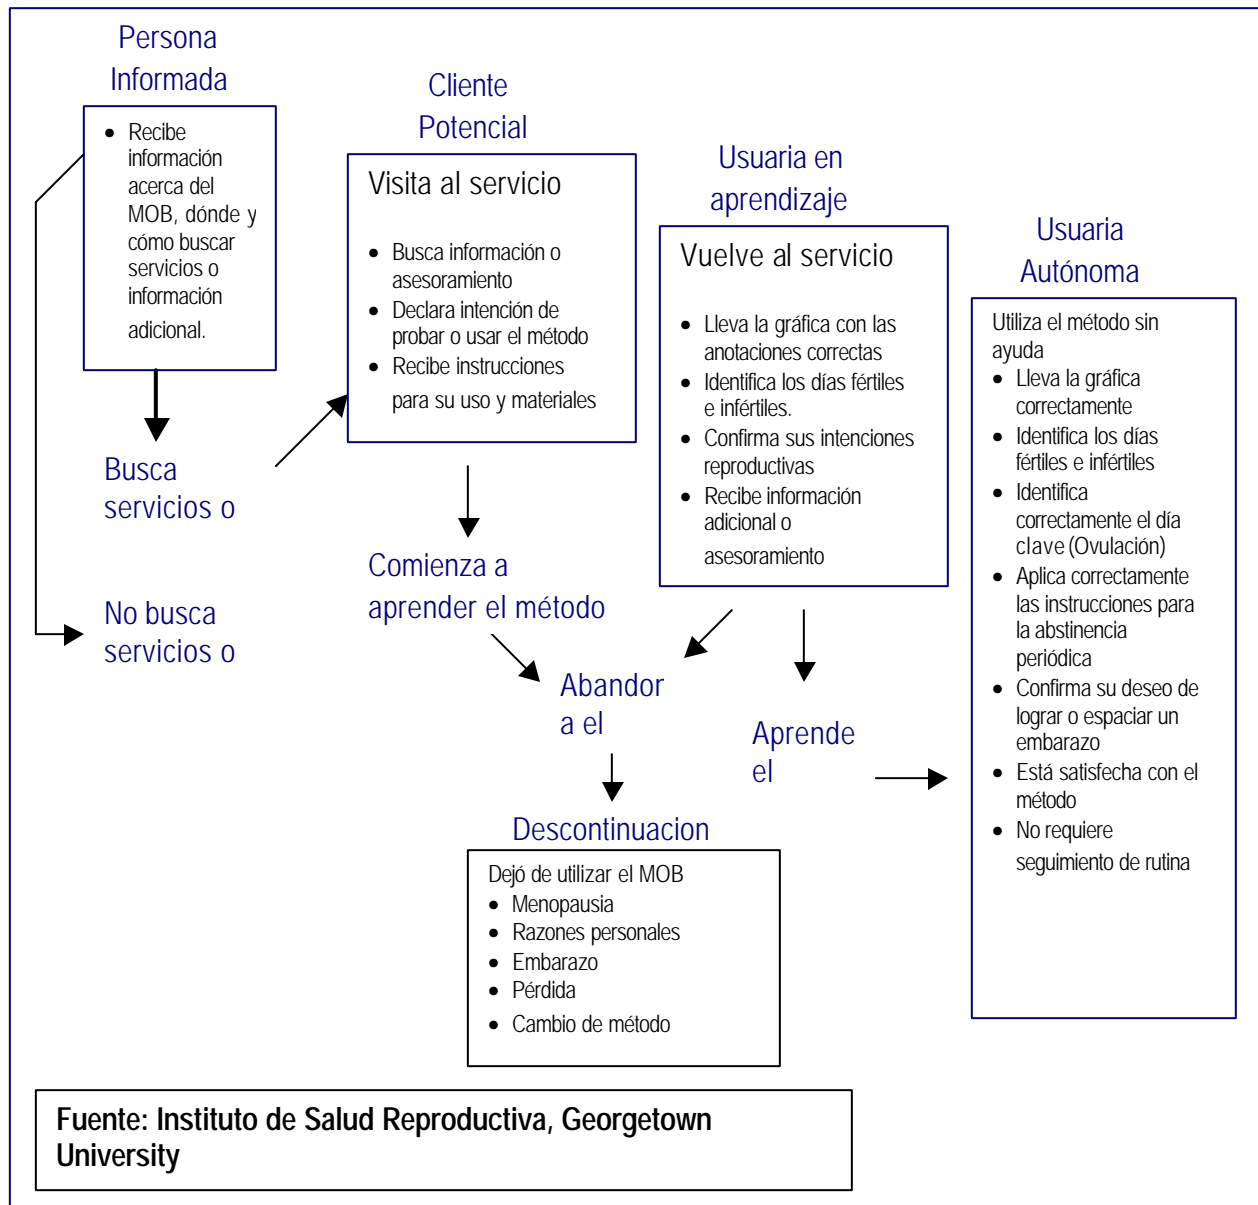 Persona
Informada
• Recibe
información
acerca del
MOB, dónde y
cómo buscar
servicios o
información
adicional.
Busca
servicios o
No busca
servicios o
Cliente
Potencial
Visita al servicio
• Busca información o
asesoramiento
• Declara intención de
probar o usar el método
• Recibe instrucciones
para su uso y materiales
Comienza a
aprender el método
Usuaria en
aprendizaje
Vuelve al servicio
• Lleva la gráfica con las
anotaciones correctas
• Identifica los días fértiles
e infértiles.
• Confirma sus intenciones
reproductivas
• Recibe información
adicional o
asesoramiento
Abandor
a el
Aprende
el
Usuaria
Autónoma
Utiliza el método sin
ayuda
• Lleva la gráfica
correctamente
• Identifica los días
fértiles e infértiles
• Identifica
correctamente el día
clave (Ovulación)
• Aplica correctamente
las instrucciones para
la abstinencia
periódica
• Confirma su deseo de
lograr o espaciar un
embarazo
• Está satisfecha con el
método
• No requiere
seguimiento de rutina
Descontinuacion
Dejó de utilizar el MOB
• Menopausia
• Razones personales
• Embarazo
• Pérdida
• Cambio de método
Fuente: Instituto de Salud Reproductiva, Georgetown
University